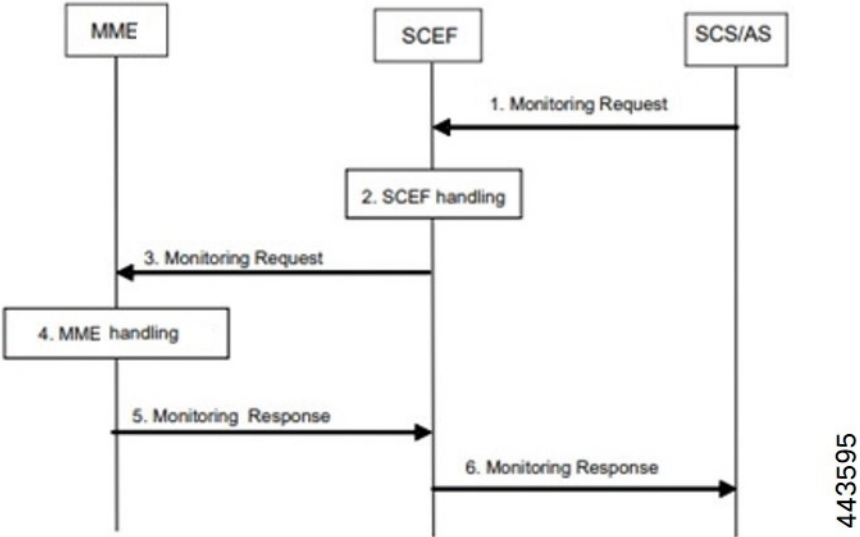 MME
SCEF
SCS/AS
1. Monitoring Request
2. SCEF handling
3. Monitoring Request
4. MME handling
5. Monitoring Response
6. Monitoring Response
443595